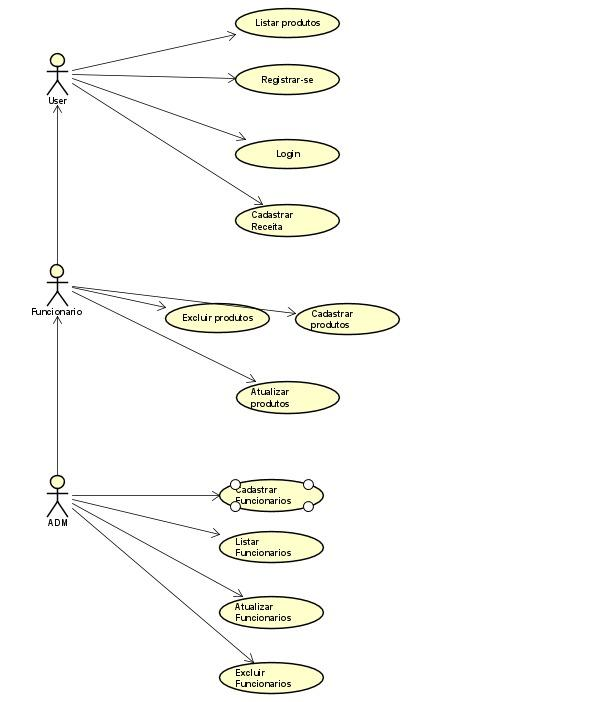 Listar produtos
Registrar-se
User
Login
Cadastrar
Receita
Funcionario
Excluir produtos
Cadastrar
produtos
Atualizar
produtos
ADM
Cadastrar
Funcionarios
Listar
Funcionarios
Atualizar
Funcionarios
Excluir
Funcionarios